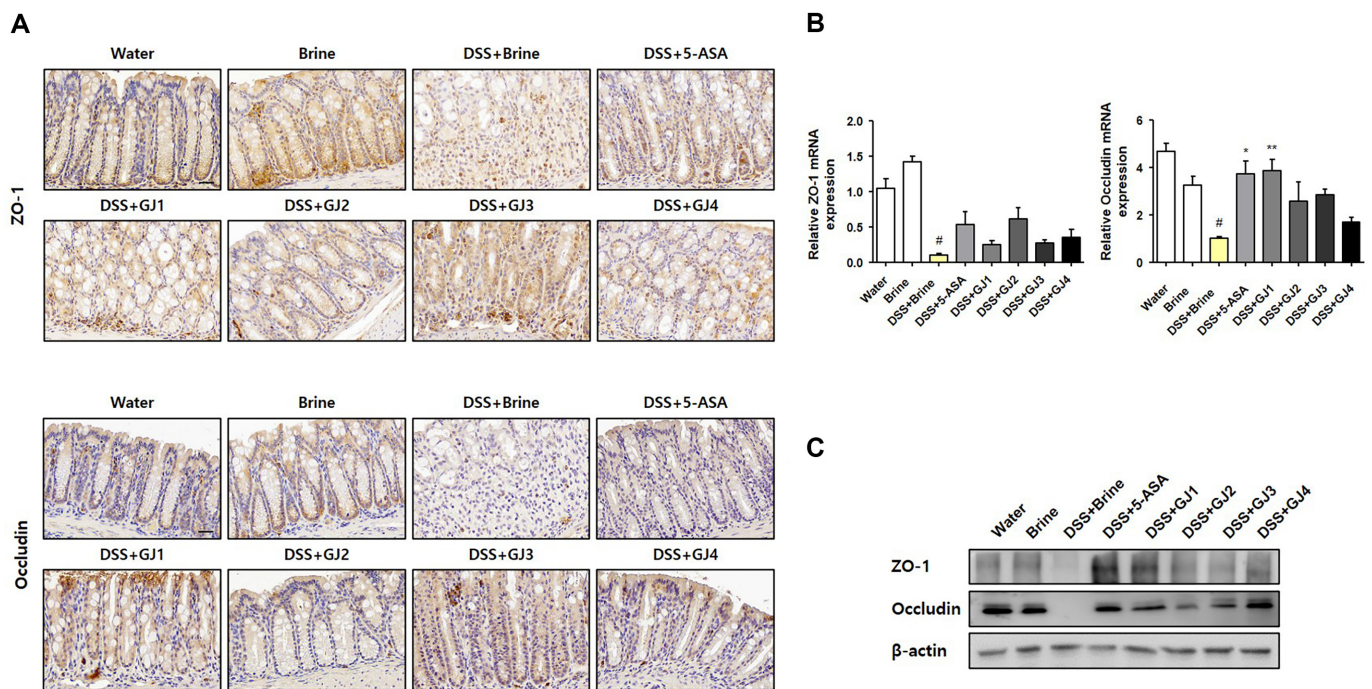 A
Water Brine DSS+Brine DSS+5-ASA
ZO-1
DSS+GJ1 DSS+GJ2 DSS+GJ3 DSS+GJ4
Water Brine DSS+Brine DSS+5-ASA
Occludin
DSS+GJ1 DSS+GJ2 DSS+GJ3 DSS+GJ4
B
Relative ZO-1 mRNA
expression
2.0
1.5
1.0
0.5
0.0
#
Water Brine DSS+Brine DSS+5-ASA DSS+GJ1 DSS+GJ2 DSS+GJ3 DSS+GJ4
Relative Occludin mRNA
expression
6
4
2
0
# * **
Water Brine DSS+Brine DSS+5-ASA DSS+GJ1 DSS+GJ2 DSS+GJ3 DSS+GJ4
C
Water Brine DSS+Brine DSS+5-ASA DSS+GJ1 DSS+GJ2 DSS+GJ3 DSS+GJ4
ZO-1
Occludin
β-actin